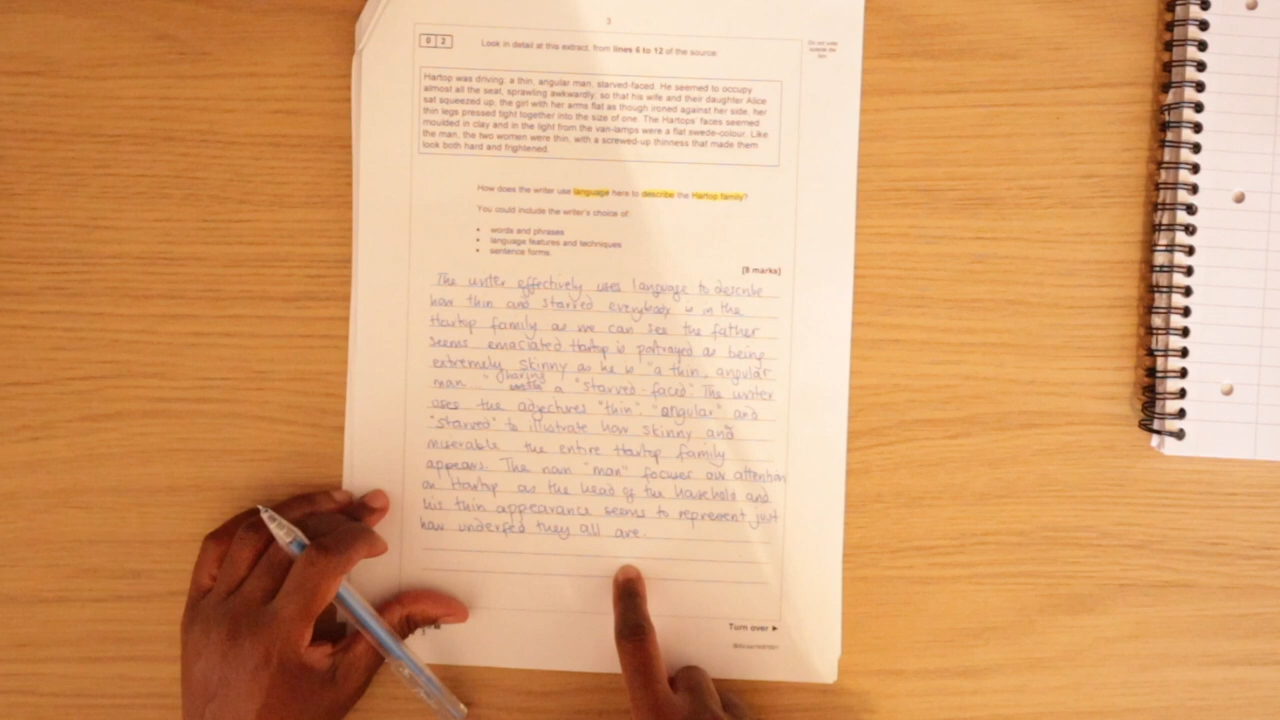 3
0 2
Look in detail at this extract, from lines 6 to 12 of the source.
Do not write
outside the
box
Hartop was driving: a thin, angular man, starved-faced. He seemed to occupy
almost all the seat, sprawling awkwardly, so that his wife and their daughter Alice
sat squeezed up, the girl with her arms flat as though ironed against her side, her
thin legs pressed tight together into the size of one. The Hartops' faces seemed
moulded in clay and in the light from the van-lamps were a flat swede-colour. Like
the man, the two women were thin, with a screwed-up thinness that made them
look both hard and frightened.
How does the writer use language here to describe the Hartop family?
You could include the writer's choice of:
• words and phrases
• language features and techniques
• sentence forms.
[8 marks]
The writer effectively uses language to describe
how thin and starved everybody is in the
Hartop family as we can see the father
seems emaciated Hartop is portrayed as being
extremely skinny as he is "a thin, angular
man..." having a "starved-faced". The writer
uses the adjectives "thin", "angular" and
"starved" to illustrate how skinny and
miserable the entire Hartop family
appears. The noun "man" focuses our attention
on Hartop as the head of the household and
his thin appearance seems to represent just
how underfed they all are.
Turn over ►